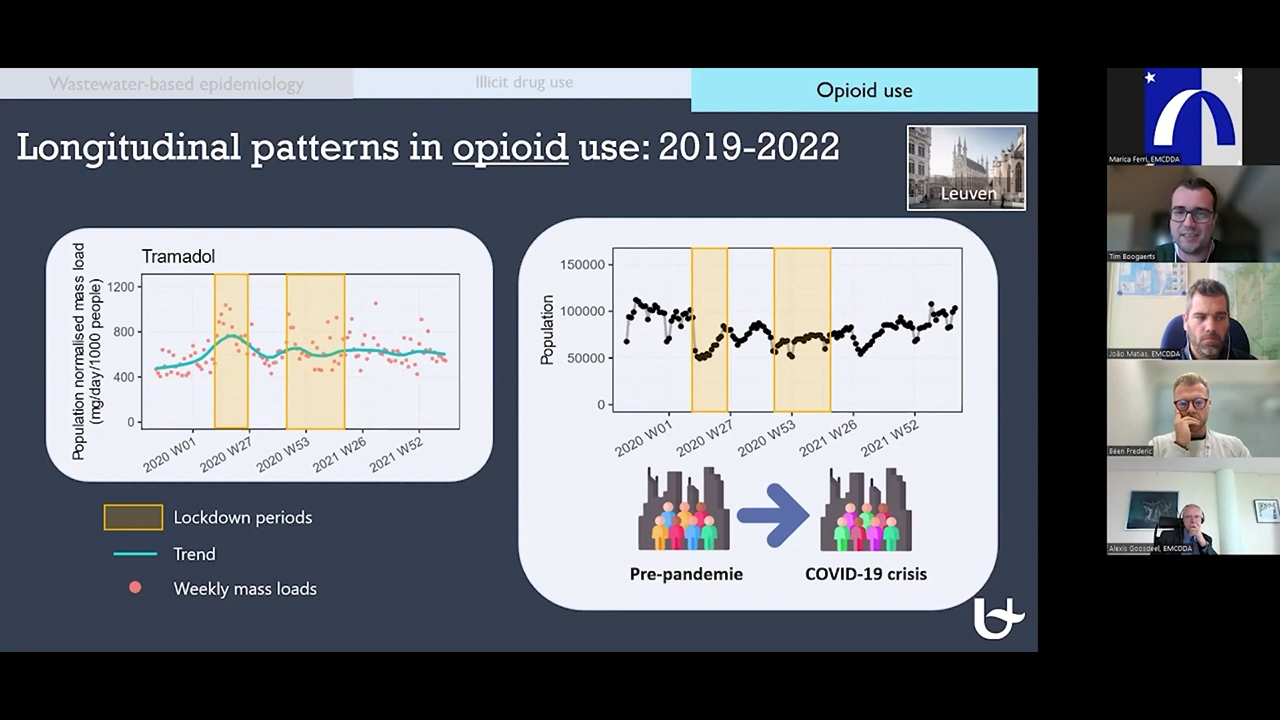 Wastewater-based epidemiology
Illicit drug use
Opioid use
Longitudinal patterns in opioid use: 2019-2022
Leuven
Population normalised mass load
(mg/day/1000 people)
Tramadol
1200
800
400
0
2020 W01
2020 W27
2020 W53
2021 W26
2021 W52
Lockdown periods
Trend
Weekly mass loads
Population
150000
100000
50000
0
2020 W01
2020 W27
2020 W53
2021 W26
2021 W52
Pre-pandemie
COVID-19 crisis
Marica Ferri, EMCDDA
Tim Boogaerts
João Matias, EMCDDA
Béen Frederic
Alexis Goosdeel, EMCDDA